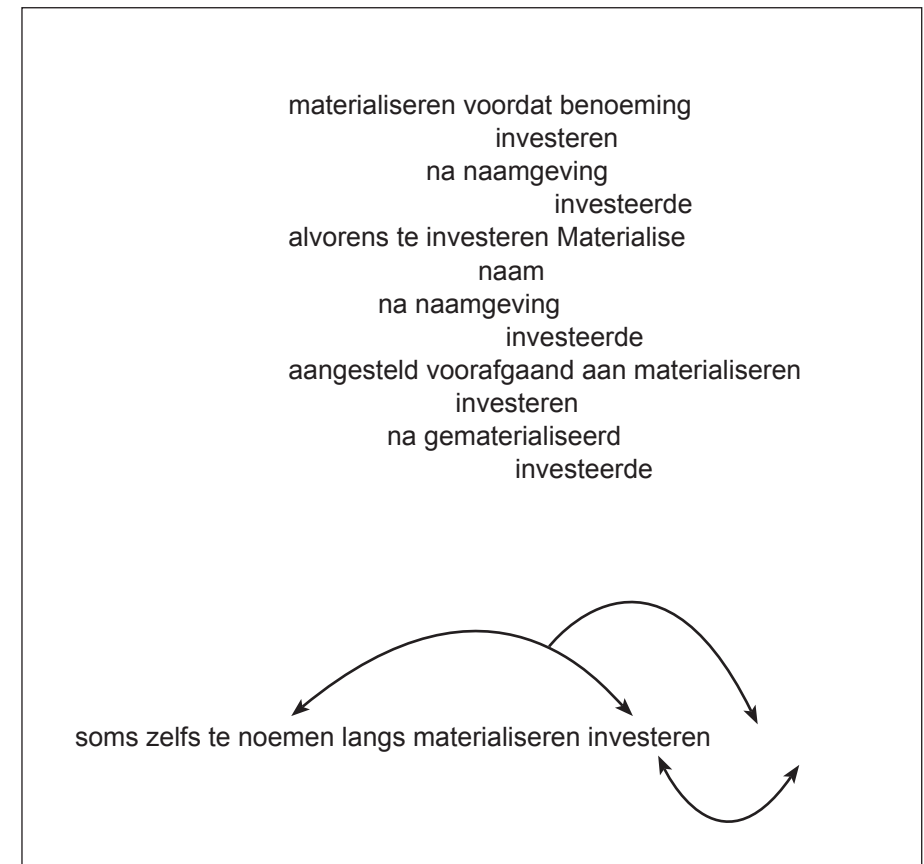 materialiseren voordat benoeming
investeren
na naamgeving
investeerde
alvorens te investeren Materialise
naam
na naamgeving
investeerde
aangesteld voorafgaand aan materialiseren
investeren
na gematerialiseerd
investeerde
soms zelfs te noemen langs materialiseren investeren